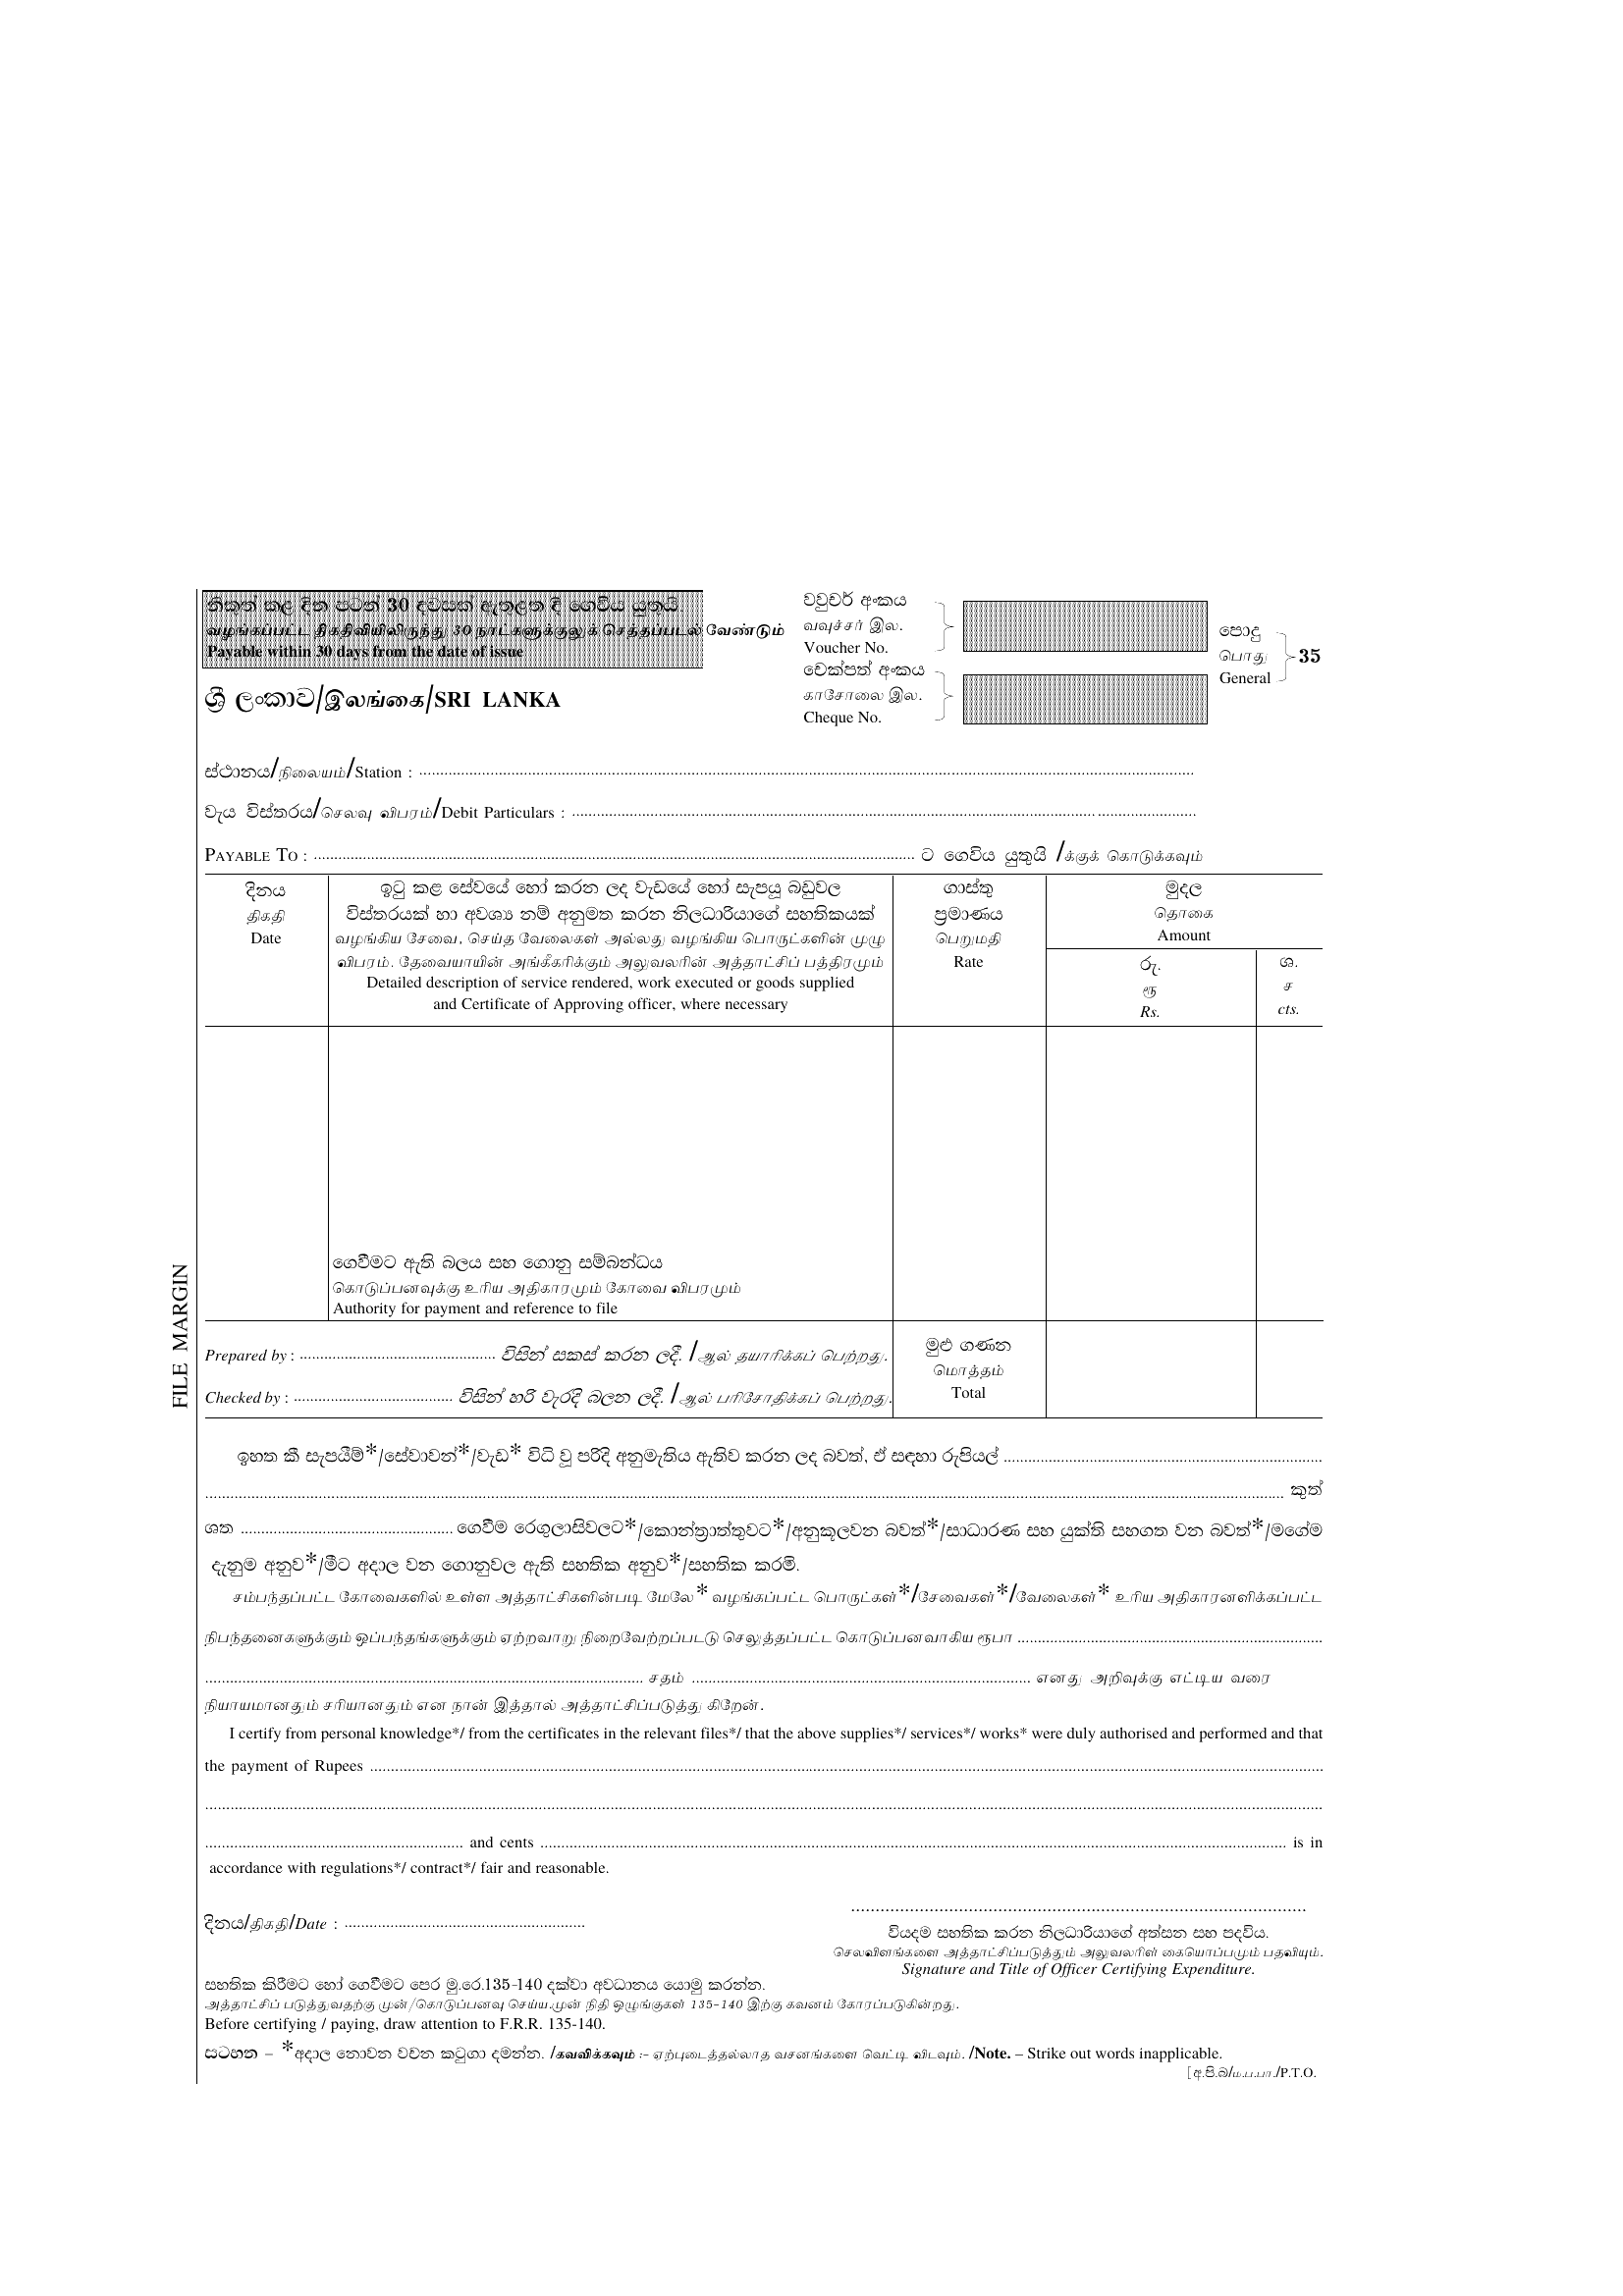 නිකුත් කළ දින පටන් 30 දවසක් ඇතුළත දී ගෙවිය යුතුයි
வழங்கப்பட்ட திகதியிலிருந்து 30 நாட்களுக்குலுக் செத்தப்படல் வேண்டும்
Payable within 30 days from the date of issue
ශ්‍රී ලංකාව/இலங்கை/SRI LANKA
වවුචර් අංකය
வவுச்சர் இல.
Voucher No.
චෙක්පත් අංකය
காசோலை இல.
Cheque No.
පොදු
பொது
General
35
ස්ථානය/நிலையம்/Station :
වැය විස්තරය/செலவு விபரம்/Debit Particulars :
PAYABLE TO : ට ගෙවිය යුතුයි /க்குக் கொடுக்கவும்
දිනය
திகதி
Date
ඉටු කළ සේවයේ හෝ කරන ලද වැඩයේ හෝ සැපයූ බඩුවල
විස්තරයක් හා අවශ්‍ය නම් අනුමත කරන නිලධාරියාගේ සහතිකයක්
வழங்கிய சேவை, செய்த வேலைகள் அல்லது வழங்கிய பொருட்களின் முழு
விபரம். தேவையாயின் அங்கீகரிக்கும் அலுவலரின் அத்தாட்சிப் பத்திரமும்
Detailed description of service rendered, work executed or goods supplied
and Certificate of Approving officer, where necessary
ගාස්තු
ප්‍රමාණය
பெறுமதி
Rate
මුදල
தொகை
Amount
රු.
ரூ
Rs.
ශ.
ச
cts.
ගෙවීමට ඇති බලය සහ ගොනු සම්බන්ධය
கொடுப்பனவுக்கு உரிய அதிகாரமும் கோவை விபரமும்
Authority for payment and reference to file
FILE MARGIN
Prepared by : විසින් සකස් කරන ලදී. /ஆல் தயாரிக்கப் பெற்றது.
Checked by : විසින් හරි වැරදි බලන ලදී. /ஆல் பரிசோதிக்கப் பெற்றது.
මුළු ගණන
மொத்தம்
Total
ඉහත කී සැපයීම්*/සේවාවන්*/වැඩ* විධි වූ පරිදි අනුමැතිය ඇතිව කරන ලද බවත්, ඒ සඳහා රුපියල්
කුත්
ශත ගෙවීම රෙගුලාසිවලට*/කොන්ත්‍රාත්තුවට*/අනුකූලවන බවත්*/සාධාරණ සහ යුක්ති සහගත වන බවත්*/මගේම
දැනුම අනුව*/මීට අදාල වන ගොනුවල ඇති සහතික අනුව*/සහතික කරමි.
சம்பந்தப்பட்ட கோவைகளில் உள்ள அத்தாட்சிகளின்படி மேலே* வழங்கப்பட்ட பொருட்கள்*/சேவைகள்*/வேலைகள்* உரிய அதிகாரனளிக்கப்பட்ட
நிபந்தனைகளுக்கும் ஒப்பந்தங்களுக்கும் ஏற்றவாறு நிறைவேற்றப்படடு செலுத்தப்பட்ட கொடுப்பனவாகிய ரூபா
சதம் எனது அறிவுக்கு எட்டிய வரை
நியாயமானதும் சரியானதும் என நான் இத்தால் அத்தாட்சிப்படுத்து கிறேன்.
I certify from personal knowledge*/ from the certificates in the relevant files*/ that the above supplies*/ services*/ works* were duly authorised and performed and that
the payment of Rupees
and cents is in
accordance with regulations*/ contract*/ fair and reasonable.
දිනය/திகதி/Date :
වියදම සහතික කරන නිලධාරියාගේ අත්සන සහ පදවිය.
செலவினங்களை அத்தாட்சிப்படுத்தும் அலுவலரின் கையொப்பமும் பதவியும்.
Signature and Title of Officer Certifying Expenditure.
සහතික කිරීමට හෝ ගෙවීමට පෙර මු.රෙ.135-140 දක්වා අවධානය යොමු කරන්න.
அத்தாட்சிப் படுத்துவதற்கு முன்/கொடுப்பனவு செய்ய.முன் நிதி ஒழுங்குகள் 135-140 இற்கு கவனம் கோரப்படுகின்றது.
Before certifying / paying, draw attention to F.R.R. 135-140.
සටහන – *අදාල නොවන වචන කටුගා දමන්න. /கவவிக்கவும் :- ஏற்புடைத்தல்லாத வசனங்களை வெட்டி விடவும். /Note. – Strike out words inapplicable.
[අ.පි.බ/ம.ப.பா./P.T.O.